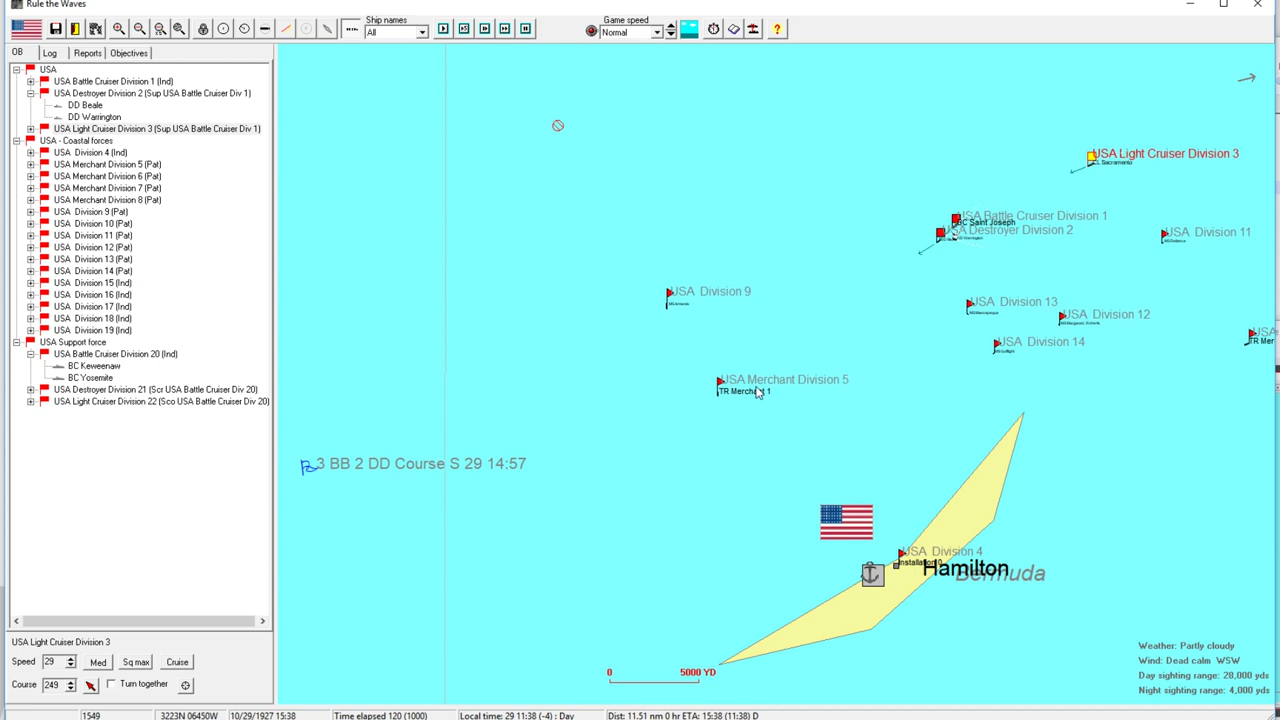 Rule the Waves
Ship names
All
Game speed
Normal
OB
Log
Reports
Objectives
USA
USA Battle Cruiser Division 1 (Ind)
USA Destroyer Division 2 (Sup USA Battle Cruiser Div 1)
DD Beale
DD Warrington
USA Light Cruiser Division 3 (Sup USA Battle Cruiser Div 1)
USA - Coastal forces
USA Division 4 (Ind)
USA Merchant Division 5 (Pat)
USA Merchant Division 6 (Pat)
USA Merchant Division 7 (Pat)
USA Merchant Division 8 (Pat)
USA Division 9 (Pat)
USA Division 10 (Pat)
USA Division 11 (Pat)
USA Division 12 (Pat)
USA Division 13 (Pat)
USA Division 14 (Pat)
USA Division 15 (Ind)
USA Division 16 (Ind)
USA Division 17 (Ind)
USA Division 18 (Ind)
USA Division 19 (Ind)
USA Support force
USA Battle Cruiser Division 20 (Ind)
BC Keweenaw
BC Yosemite
USA Destroyer Division 21 (Scr USA Battle Cruiser Div 20)
USA Light Cruiser Division 22 (Sco USA Battle Cruiser Div 20)
USA Light Cruiser Division 3
Speed 29 Med Sq max Cruise
Course 249 Turn together
USA Light Cruiser Division 3
Sacramento
USA Battle Cruiser Division 1
BC Saint Joseph
USA Destroyer Division 2
USA Division 11
USA Division 9
USA Division 13
USA Division 12
USA Division 14
USA
TR Mer
USA Merchant Division 5
TR Merchant 1
3 BB 2 DD Course S 29 14:57
USA Division 4
Installation 0
Hamilton
Bermuda
0 5000 YD
Weather: Partly cloudy
Wind: Dead calm WSW
Day sighting range: 28,000 yds
Night sighting range: 4,000 yds
1549
3223N 06450W
10/29/1927 15:38
Time elapsed 120 (1000)
Local time: 29 11:38 (-4) : Day
Dist: 11.51 nm 0 hr ETA: 15:38 (11:38) D